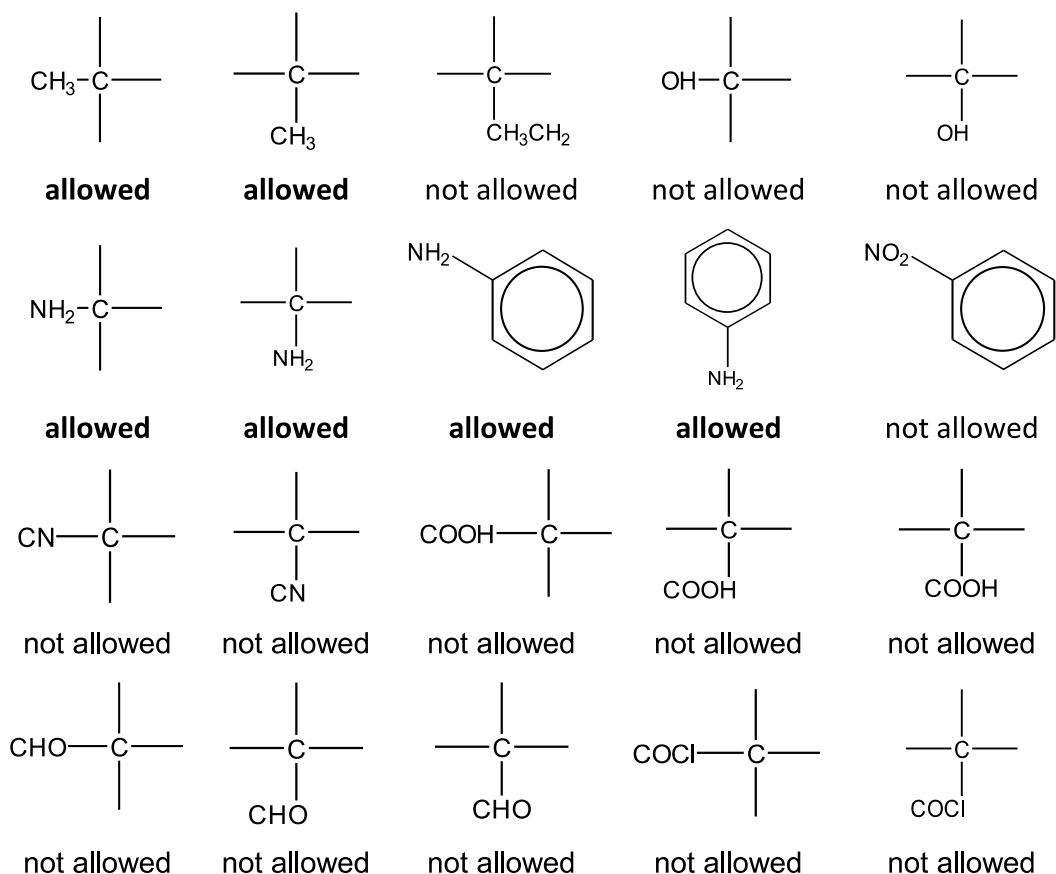 CH₃ C C C OH C C
CH₃ CH₃CH₂ OH
allowed allowed not allowed not allowed not allowed
NH₂ C C NH₂ NO₂
NH₂ NH₂
allowed allowed allowed allowed not allowed
CN C C COOH C C C
CN COOH COOH
not allowed not allowed not allowed not allowed not allowed
CHO C C C COCl C C
CHO CHO COCl
not allowed not allowed not allowed not allowed not allowed